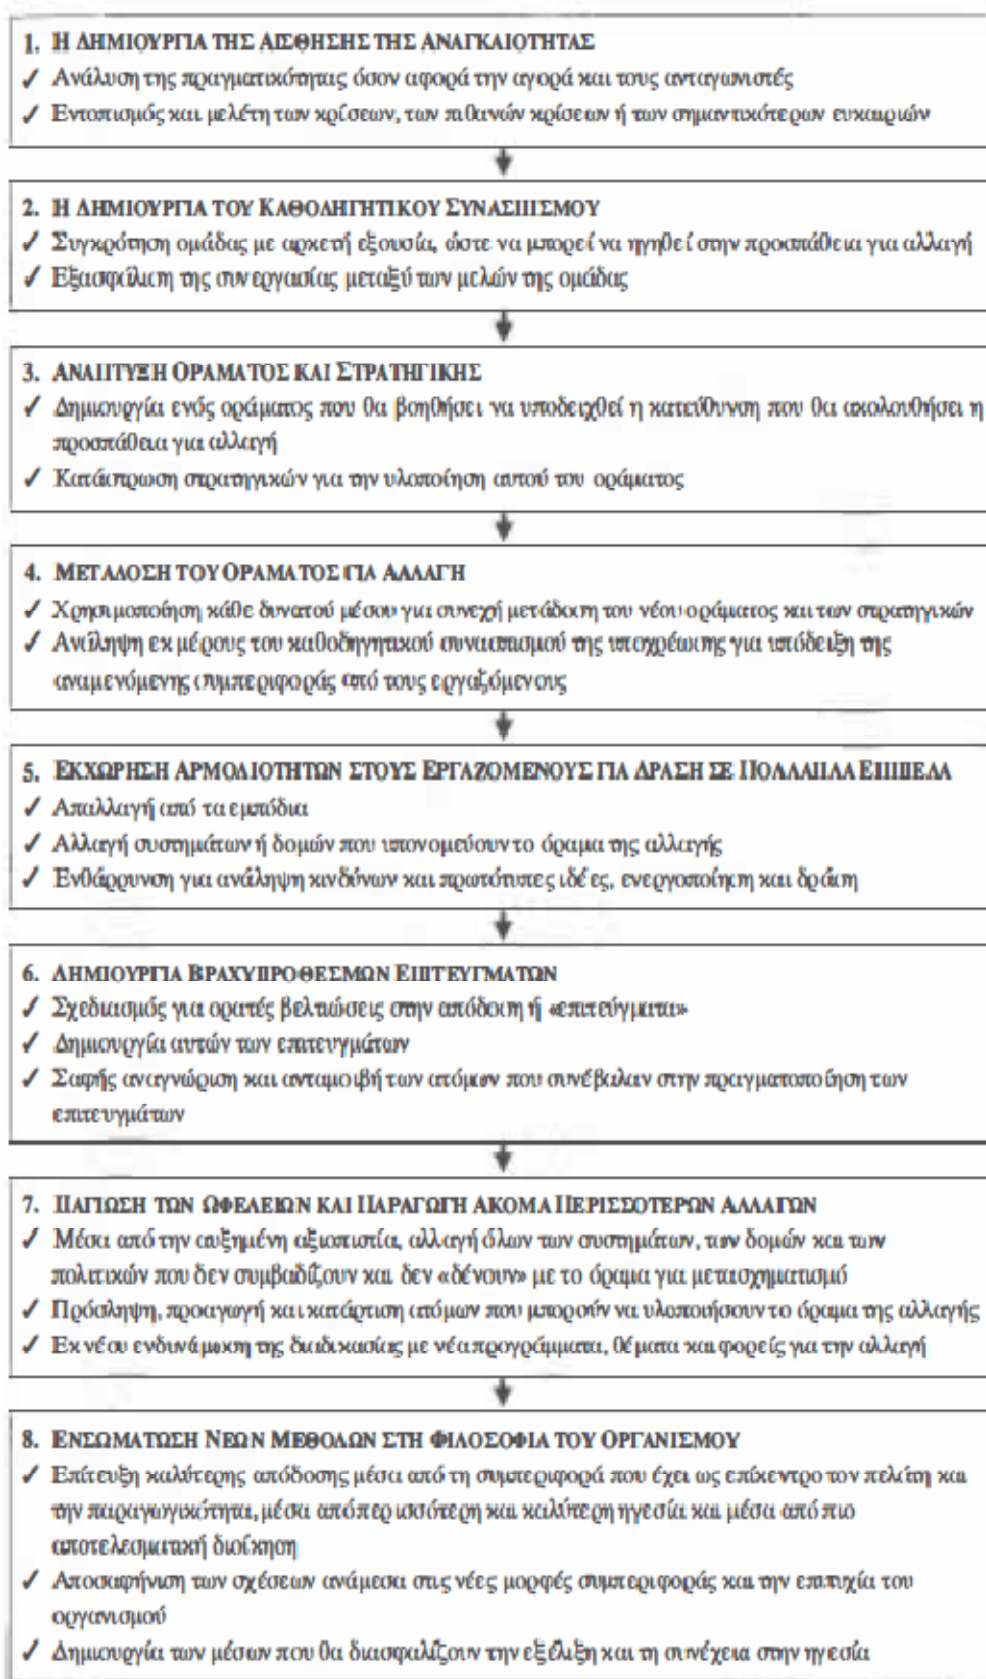 1. Η ΔΗΜΙΟΥΡΓΙΑ ΤΗΣ ΑΙΣΘΗΣΗΣ ΤΗΣ ΑΝΑΓΚΑΙΟΤΗΤΑΣ
✓ Ανάλυση της πραγματικότητας όσον αφορά την αγορά και τους ανταγωνιστές
✓ Εντοπισμός και μελέτη των κρίσεων, των πιθανών κρίσεων ή των σημαντικότερων ευκαιριών
2. Η ΔΗΜΙΟΥΡΓΙΑ ΤΟΥ ΚΑΘΟΔΗΓΗΤΙΚΟΥ ΣΥΝΑΣΠΙΣΜΟΥ
✓ Συγκρότηση ομάδας με αρκετή εξουσία, ώστε να μπορεί να ηγηθεί στην προσπάθεια για αλλαγή
✓ Εξασφάλιση της συνεργασίας μεταξύ των μελών της ομάδας
3. ΑΝΑΠΤΥΞΗ ΟΡΑΜΑΤΟΣ ΚΑΙ ΣΤΡΑΤΗΓΙΚΗΣ
✓ Δημιουργία ενός οράματος που θα βοηθήσει να υποδειχθεί η κατεύθυνση που θα ακολουθήσει η
προσπάθεια για αλλαγή
✓ Κατάστρωση στρατηγικών για την υλοποίηση αυτού του οράματος
4. ΜΕΤΑΔΟΣΗ ΤΟΥ ΟΡΑΜΑΤΟΣ ΓΙΑ ΑΛΛΑΓΗ
✓ Χρησιμοποίηση κάθε δυνατού μέσου για συνεχή μετάδοση του νέου οράματος και των στρατηγικών
✓ Ανάληψη εκ μέρους του καθοδηγητικού συνασπισμού της υποχρέωσης για υπόδειξη της
αναμενόμενης συμπεριφοράς από τους εργαζόμενους
5. ΕΚΧΩΡΗΣΗ ΑΡΜΟΔΙΟΤΗΤΩΝ ΣΤΟΥΣ ΕΡΓΑΖΟΜΕΝΟΥΣ ΓΙΑ ΔΡΑΣΗ ΣΕ ΠΟΛΛΑΠΛΑ ΕΠΙΠΕΔΑ
✓ Απαλλαγή από τα εμπόδια
✓ Αλλαγή συστημάτων ή δομών που υπονομεύουν το όραμα της αλλαγής
✓ Ενθάρρυνση για ανάληψη κινδύνων και πρωτότυπες ιδέες, ενεργοποίηση και δράση
6. ΔΗΜΙΟΥΡΓΙΑ ΒΡΑΧΥΠΡΟΘΕΣΜΩΝ ΕΠΙΤΕΥΓΜΑΤΩΝ
✓ Σχεδιασμός για ορατές βελτιώσεις στην απόδοση ή «επιτεύγματα»
✓ Δημιουργία αυτών των επιτευγμάτων
✓ Σαφής αναγνώριση και ανταμοιβή των ατόμων που συνέβαλαν στην πραγματοποίηση των
επιτευγμάτων
7. ΠΑΓΙΩΣΗ ΤΩΝ ΩΦΕΛΕΙΩΝ ΚΑΙ ΠΑΡΑΓΩΓΗ ΑΚΟΜΑ ΠΕΡΙΣΣΟΤΕΡΩΝ ΑΛΛΑΓΩΝ
✓ Μέσα από την αυξημένη αξιοπιστία, αλλαγή όλων των συστημάτων, των δομών και των
πολιτικών που δεν συμβαδίζουν και δεν «δένουν» με το όραμα για μετασχηματισμό
✓ Πρόσληψη, προαγωγή και κατάρτιση ατόμων που μπορούν να υλοποιήσουν το όραμα της αλλαγής
✓ Εκ νέου ενδυνάμωση της διαδικασίας με νέα προγράμματα, θέματα και φορείς για την αλλαγή
8. ΕΝΣΩΜΑΤΩΣΗ ΝΕΩΝ ΜΕΘΟΔΩΝ ΣΤΗ ΦΙΛΟΣΟΦΙΑ ΤΟΥ ΟΡΓΑΝΙΣΜΟΥ
✓ Επίτευξη καλύτερης απόδοσης μέσα από τη συμπεριφορά που έχει ως επίκεντρο τον πελάτη και
την παραγωγικότητα, μέσα από περισσότερη και καλύτερη ηγεσία και μέσα από πιο
αποτελεσματική διοίκηση
✓ Αποσαφήνιση των σχέσεων ανάμεσα στις νέες μορφές συμπεριφοράς και την επιτυχία του
οργανισμού
✓ Δημιουργία των μέσων που θα διασφαλίζουν την εξέλιξη και τη συνέχεια στην ηγεσία